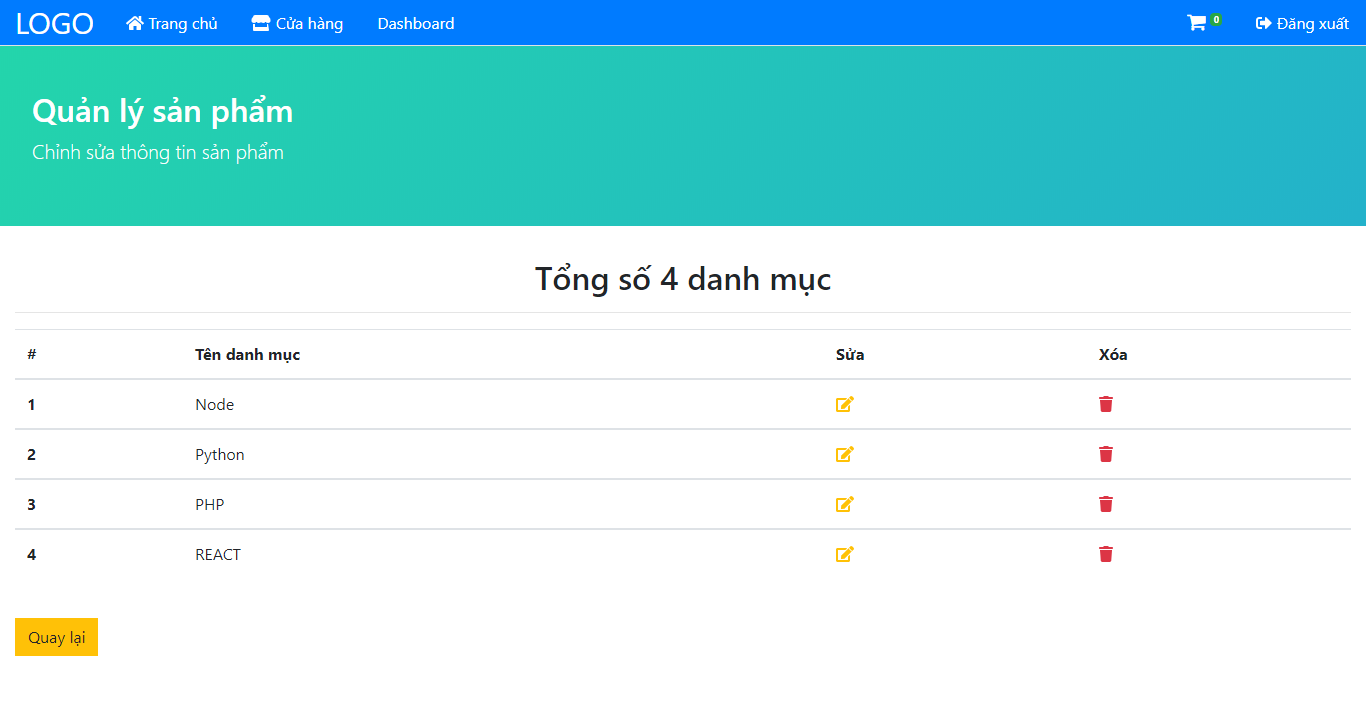 LOGO Trang chủ Cửa hàng Dashboard 0 Đăng xuất
Quản lý sản phẩm
Chỉnh sửa thông tin sản phẩm
Tổng số 4 danh mục
# Tên danh mục Sửa Xóa
1 Node
2 Python
3 PHP
4 REACT
Quay lại